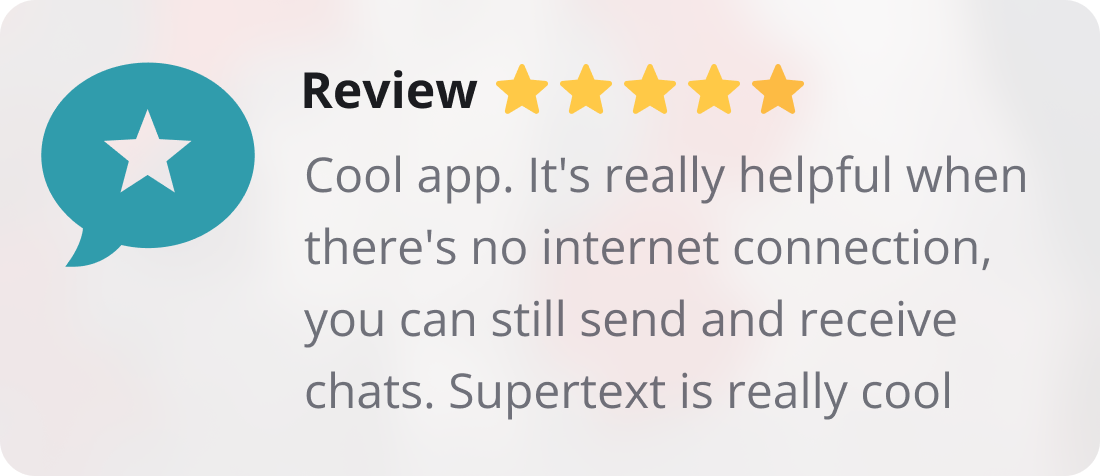 Review
Cool app. It's really helpful when
there's no internet connection,
you can still send and receive
chats. Supertext is really cool